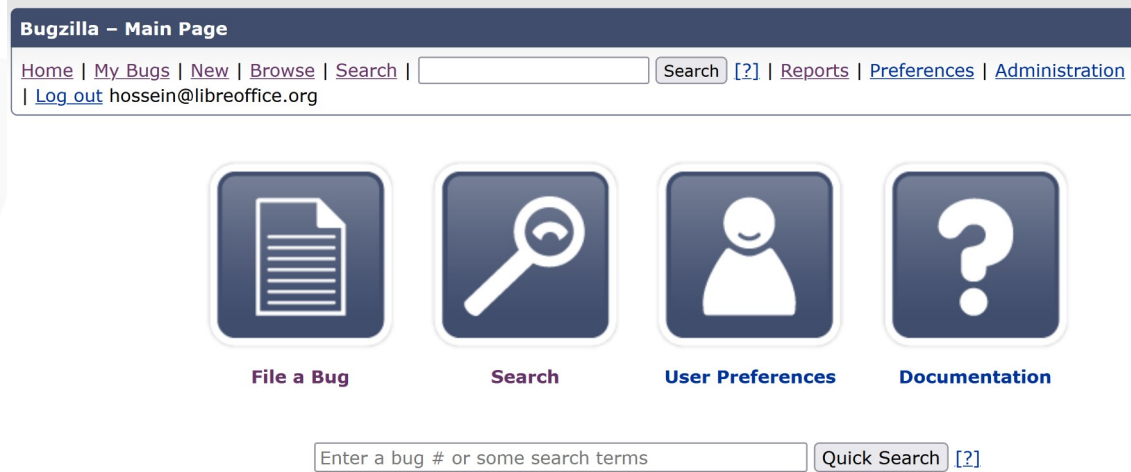 Bugzilla – Main Page
Home | My Bugs | New | Browse | Search | Search [?] | Reports | Preferences | Administration
| Log out hossein@libreoffice.org
File a Bug Search User Preferences Documentation
Enter a bug # or some search terms Quick Search [?]